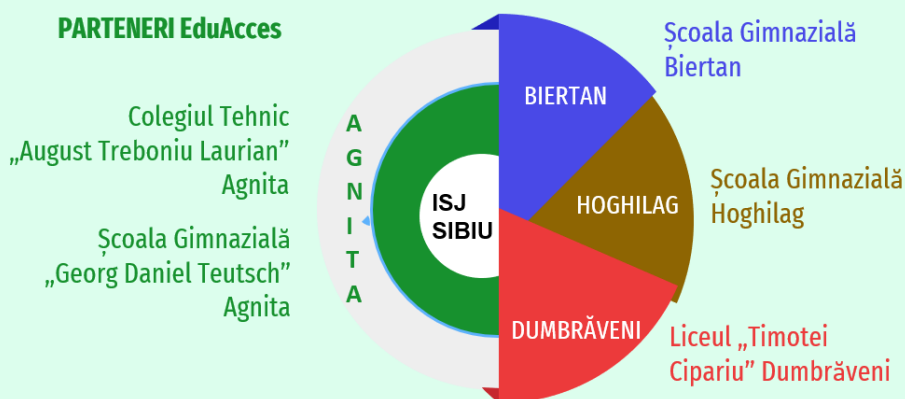 PARTENERI EduAcces
Colegiul Tehnic
„August Treboniu Laurian”
Agnita
Școala Gimnazială
„Georg Daniel Teutsch”
Agnita
AGNITA
ISJ
SIBIU
BIERTAN
HOGHILAG
DUMBRĂVENI
Școala Gimnazială
Biertan
Școala Gimnazială
Hoghilag
Liceul „Timotei
Cipariu” Dumbrăveni